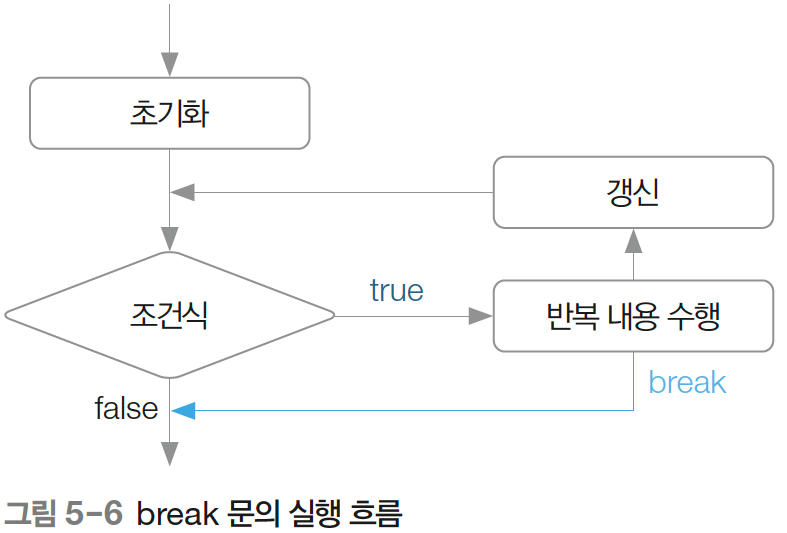 초기화
갱신
조건식
true
반복 내용 수행
break
false
그림 5-6 break 문의 실행 흐름